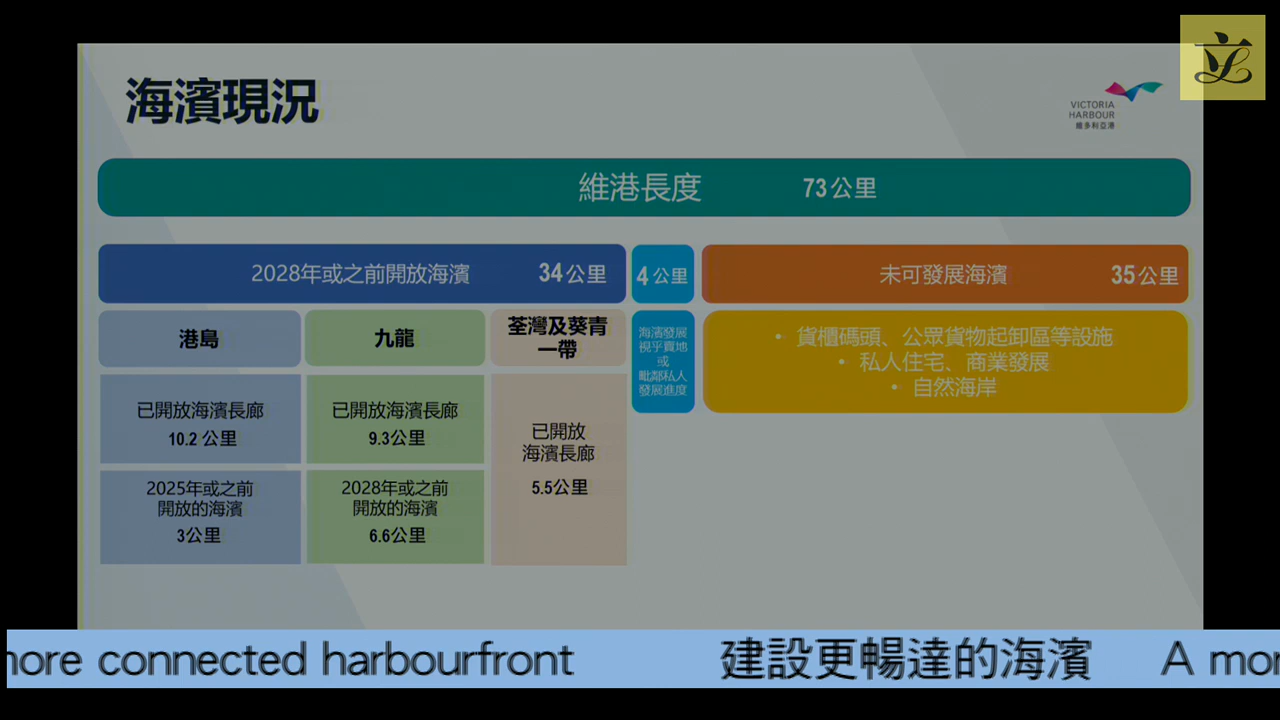 海濱現況
VICTORIA
HARBOUR
維多利亞港
維港長度 73公里
2028年或之前開放海濱 34公里
4公里
未可發展海濱 35公里
港島
九龍
荃灣及葵青
一帶
海濱發展
視乎賣地
或
毗鄰私人
發展進度
• 貨櫃碼頭、公眾貨物起卸區等設施
• 私人住宅、商業發展
• 自然海岸
已開放海濱長廊
10.2 公里
已開放海濱長廊
9.3公里
已開放
海濱長廊
5.5公里
2025年或之前
開放的海濱
3公里
2028年或之前
開放的海濱
6.6公里
more connected harbourfront 建設更暢達的海濱 A mor